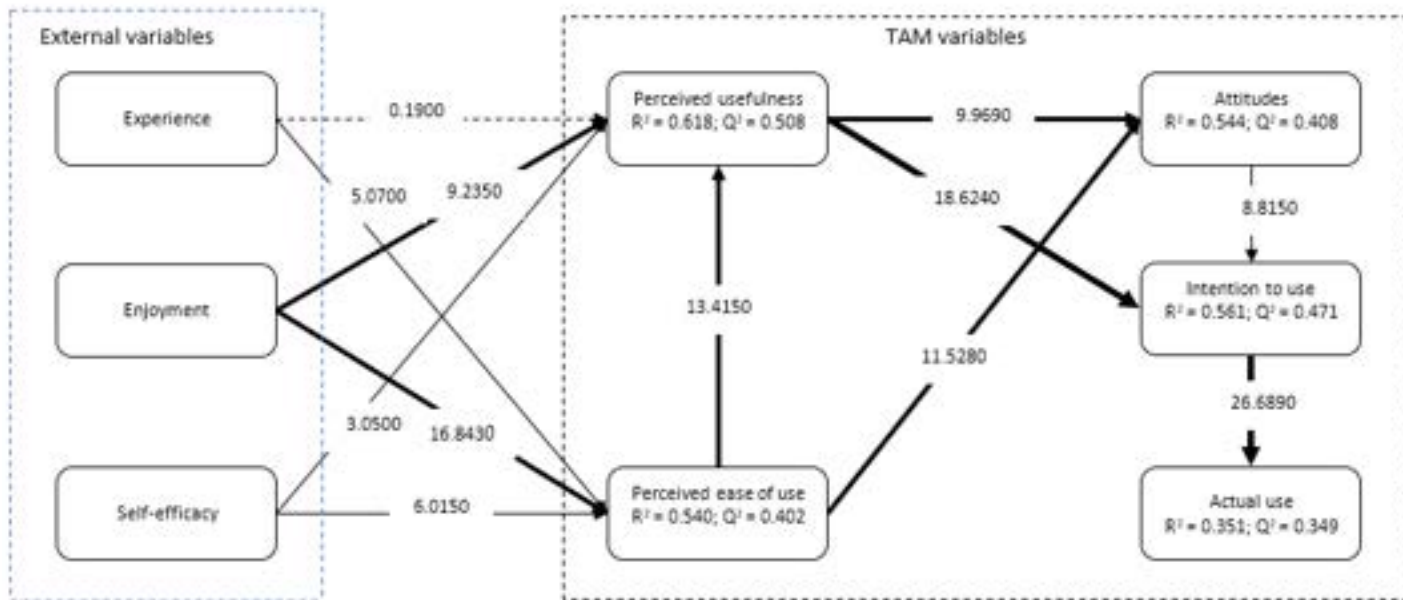 External variables
TAM variables
Experience
Enjoyment
Self-efficacy
0.1900
5.0700
9.2350
3.0500
16.8430
6.0150
Perceived usefulness
R² = 0.618; Q² = 0.508
13.4150
Perceived ease of use
R² = 0.540; Q² = 0.402
9.9690
18.6240
11.5280
Attitudes
R² = 0.544; Q² = 0.408
8.8150
Intention to use
R² = 0.561; Q² = 0.471
26.6890
Actual use
R² = 0.351; Q² = 0.349